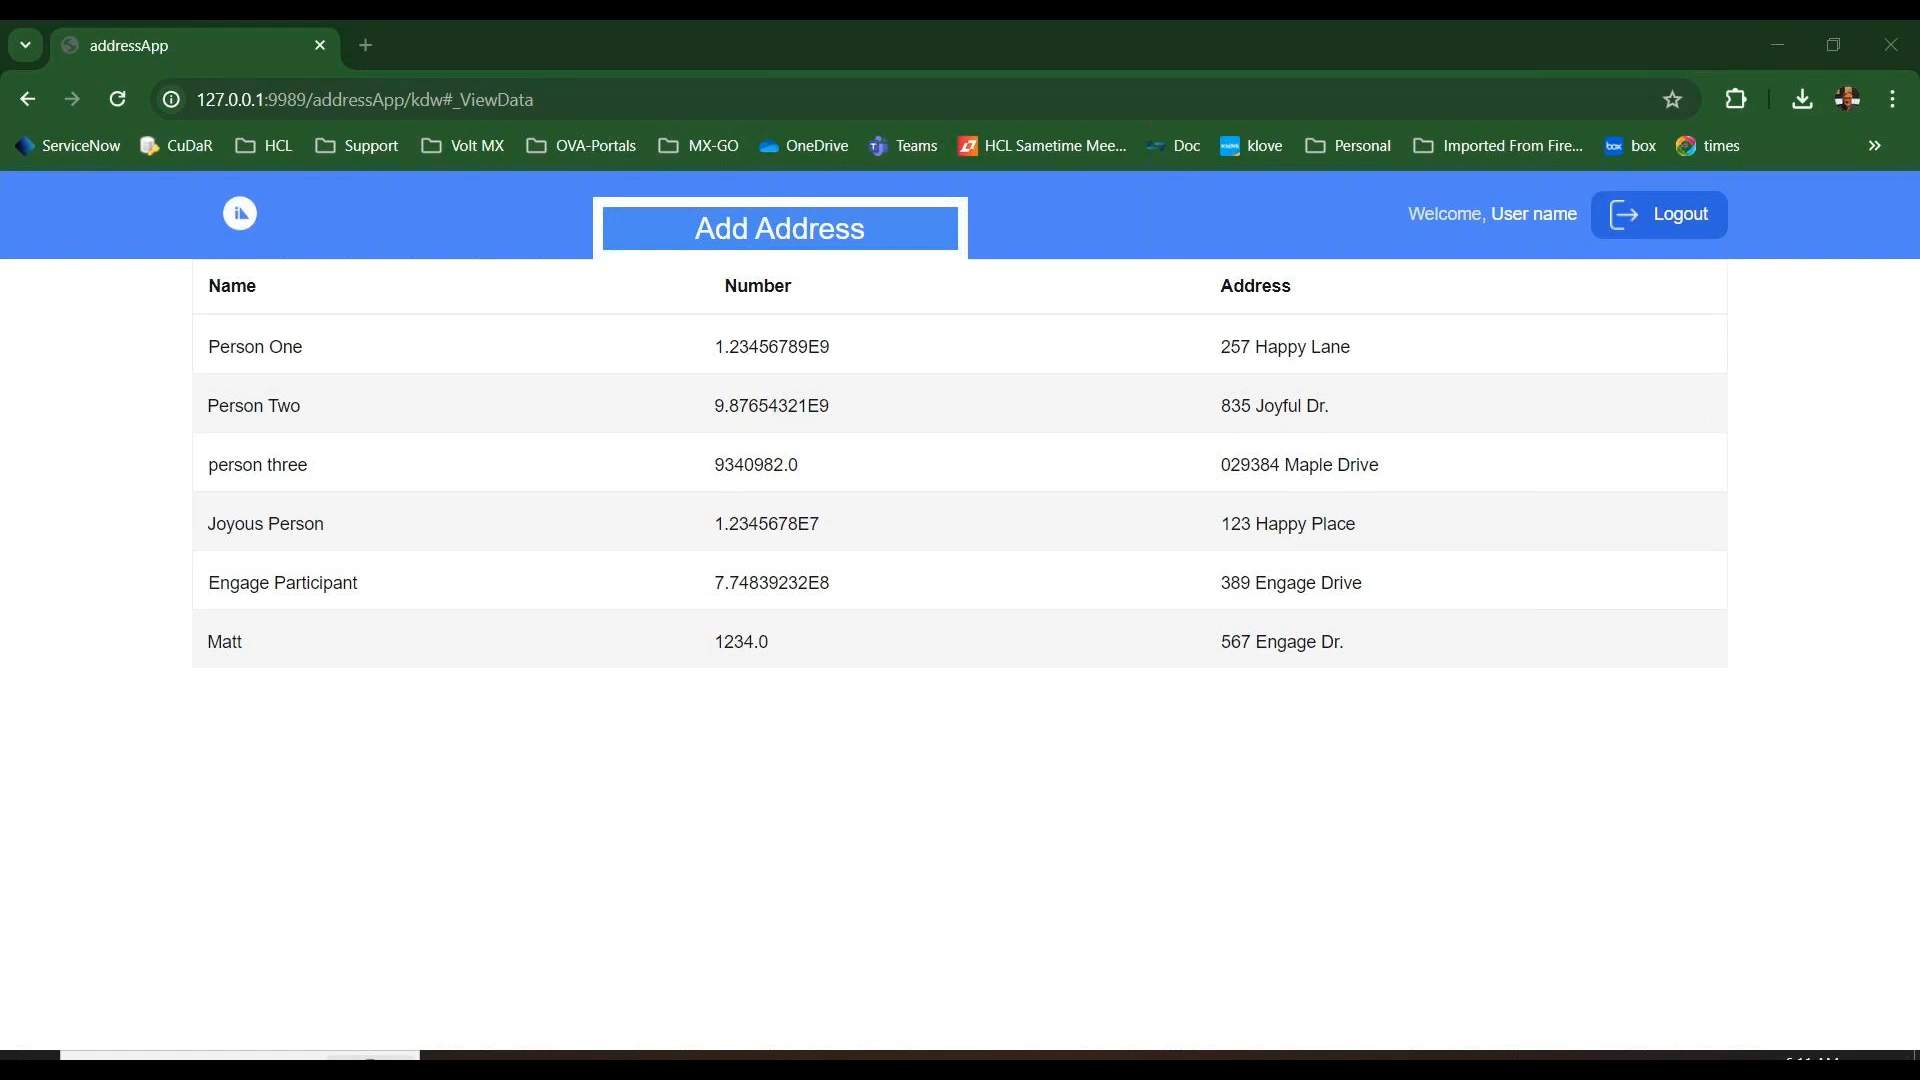 addressApp
127.0.0.1:9989/addressApp/kdw#_ViewData
ServiceNow CuDaR HCL Support Volt MX OVA-Portals MX-GO OneDrive Teams HCL Sametime Mee... Doc klove Personal Imported From Fire... box times
Add Address
Welcome, User name Logout
Name Number Address
Person One 1.23456789E9 257 Happy Lane
Person Two 9.87654321E9 835 Joyful Dr.
person three 9340982.0 029384 Maple Drive
Joyous Person 1.2345678E7 123 Happy Place
Engage Participant 7.74839232E8 389 Engage Drive
Matt 1234.0 567 Engage Dr.